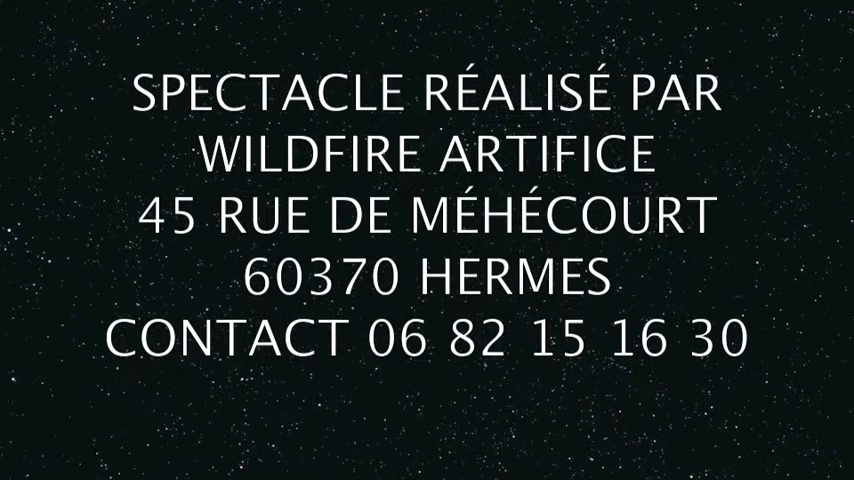 SPECTACLE RÉALISÉ PAR
WILDFIRE ARTIFICE
45 RUE DE MÉHÉCOURT
60370 HERMES
CONTACT 06 82 15 16 30